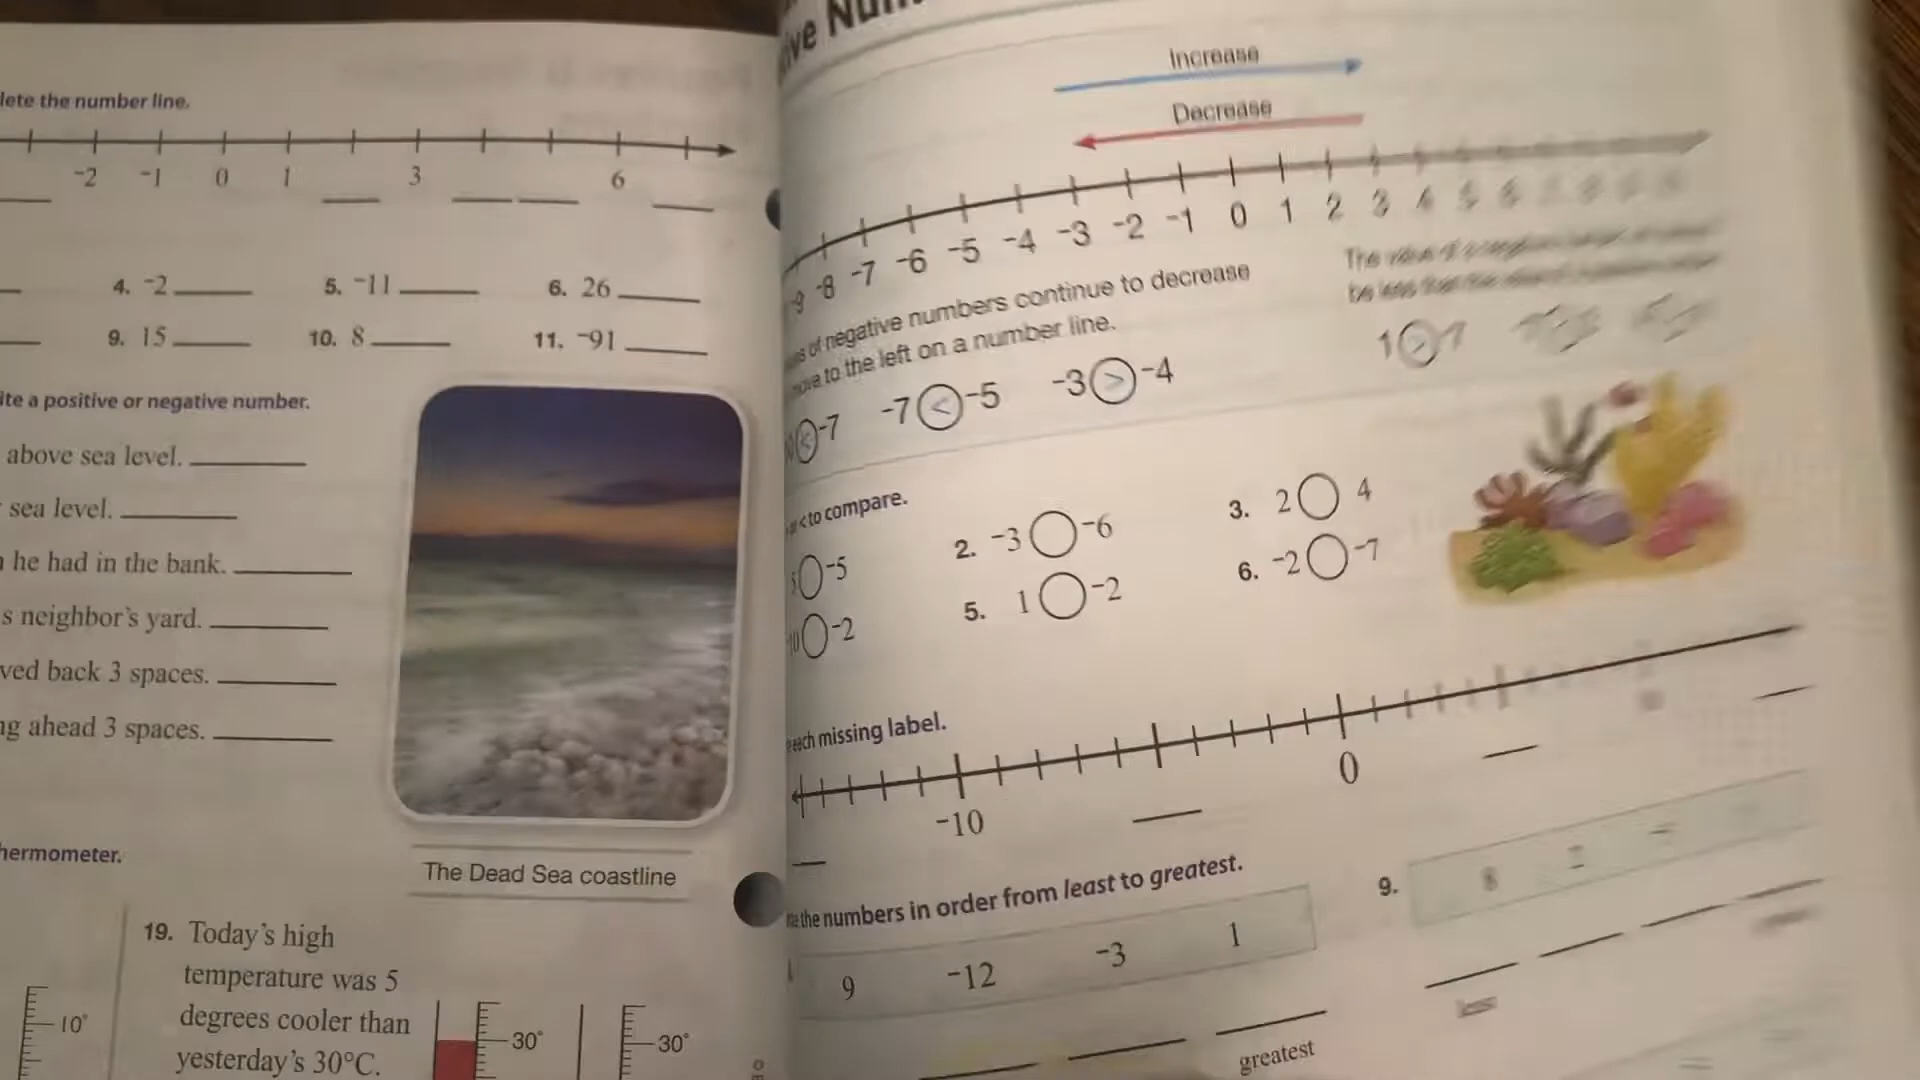 lete the number line.
-2 -1 0 1 3 6
4. -2
5. -11
6. 26
9. 15
10. 8
11. -91
ite a positive or negative number.
above sea level.
sea level.
he had in the bank.
s neighbor's yard.
ved back 3 spaces.
ng ahead 3 spaces.
The Dead Sea coastline
hermometer.
10°
19. Today's high
temperature was 5
degrees cooler than
yesterday's 30°C.
30°
30°
ive Num
Increase
Decrease
-9 -8 -7 -6 -5 -4 -3 -2 -1 0 1 2 3 4 5 6
of negative numbers continue to decrease
move to the left on a number line.
< -7 -7 < -5 -3 > -4
< to compare.
-5
2. -3 -6
3. 2 4
10 -2
5. 1 -2
6. -2 -7
each missing label.
-10 0
the numbers in order from least to greatest.
9 -12 -3 1
greatest
9. 8